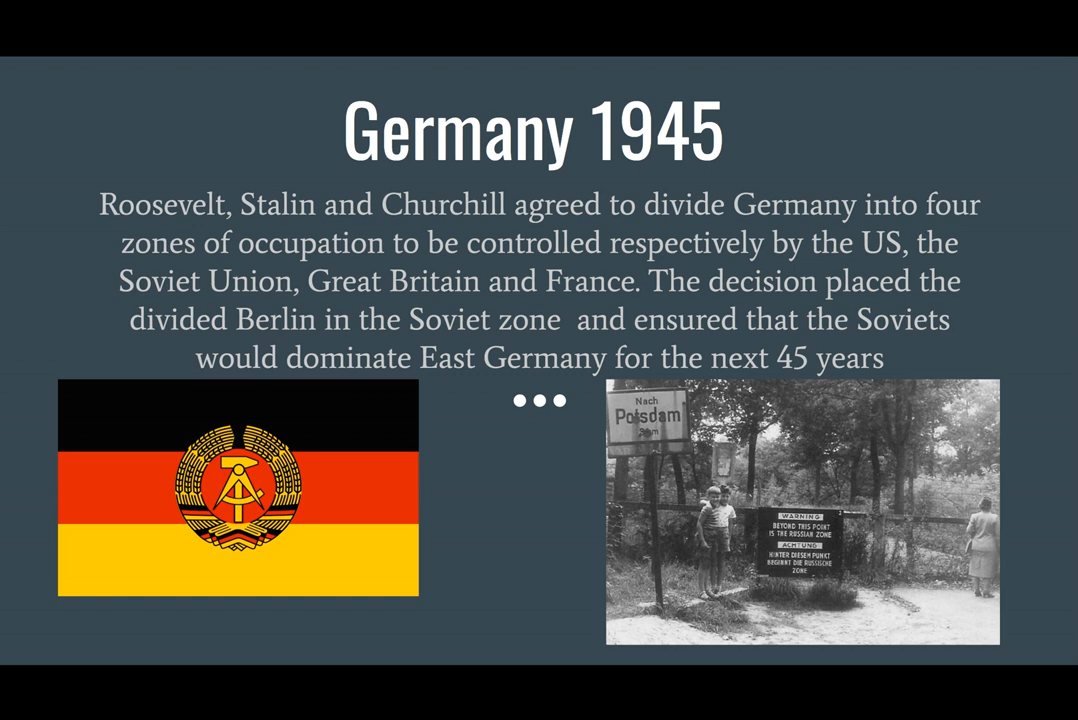 Germany 1945
Roosevelt, Stalin and Churchill agreed to divide Germany into four
zones of occupation to be controlled respectively by the US, the
Soviet Union, Great Britain and France. The decision placed the
divided Berlin in the Soviet zone and ensured that the Soviets
would dominate East Germany for the next 45 years
Nach
Potsdam
WARNING
BEYOND THIS POINT
IS THE RUSSIAN ZONE
ACHTUNG
HINTER DIESEM PUNKT
BEGINNT DIE RUSSISCHE
ZONE